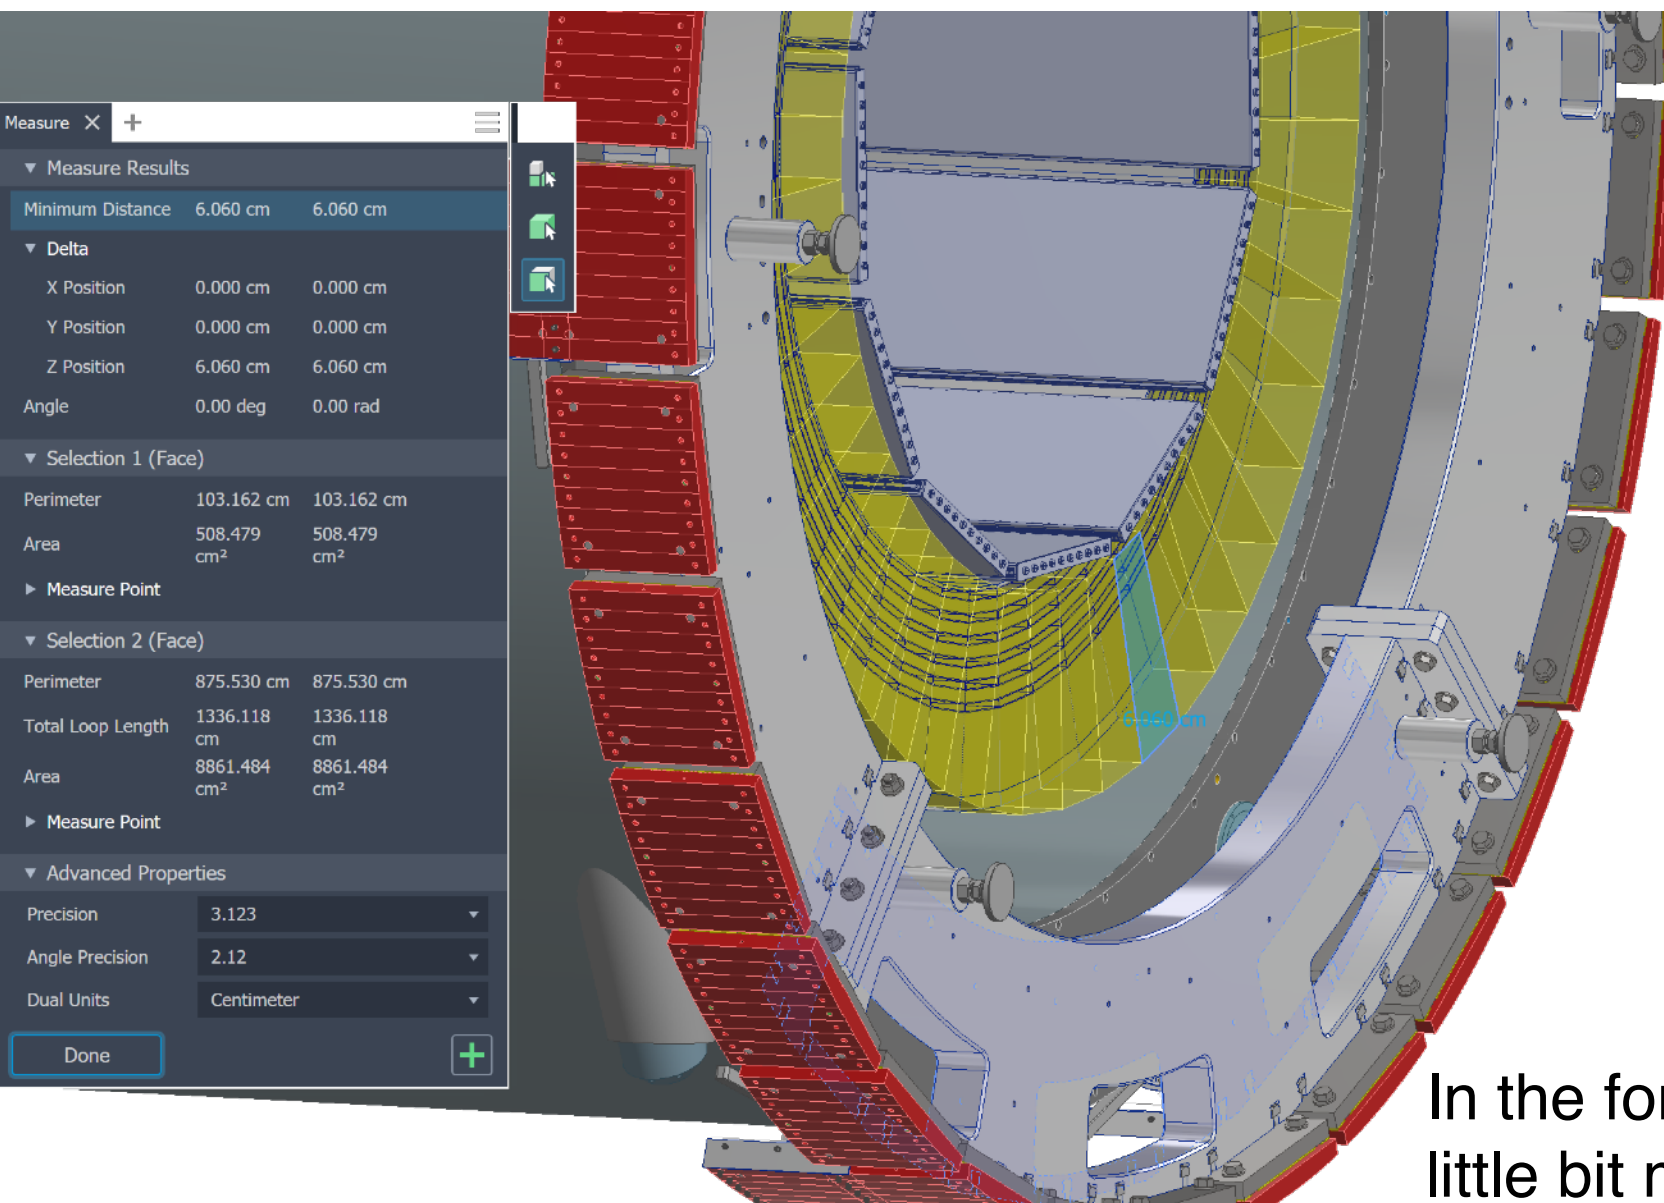 Measure
Measure Results
Minimum Distance 6.060 cm 6.060 cm
Delta
X Position 0.000 cm 0.000 cm
Y Position 0.000 cm 0.000 cm
Z Position 6.060 cm 6.060 cm
Angle 0.00 deg 0.00 rad
Selection 1 (Face)
Perimeter 103.162 cm 103.162 cm
Area 508.479 cm² 508.479 cm²
Measure Point
Selection 2 (Face)
Perimeter 875.530 cm 875.530 cm
Total Loop Length 1336.118 cm 1336.118 cm
Area 8861.484 cm² 8861.484 cm²
Measure Point
Advanced Properties
Precision 3.123
Angle Precision 2.12
Dual Units Centimeter
Done
6.060 cm
In the for
little bit